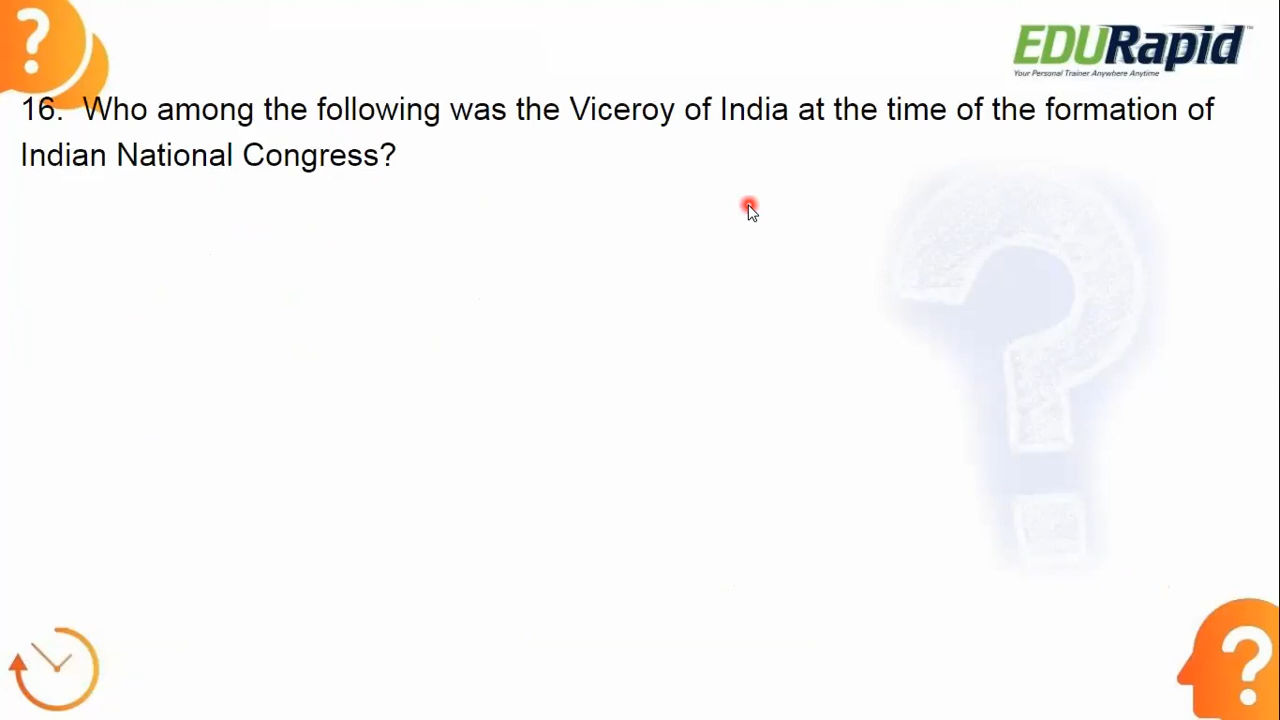 EDURapid™
Your Personal Trainer Anywhere Anytime
16. Who among the following was the Viceroy of India at the time of the formation of
Indian National Congress?